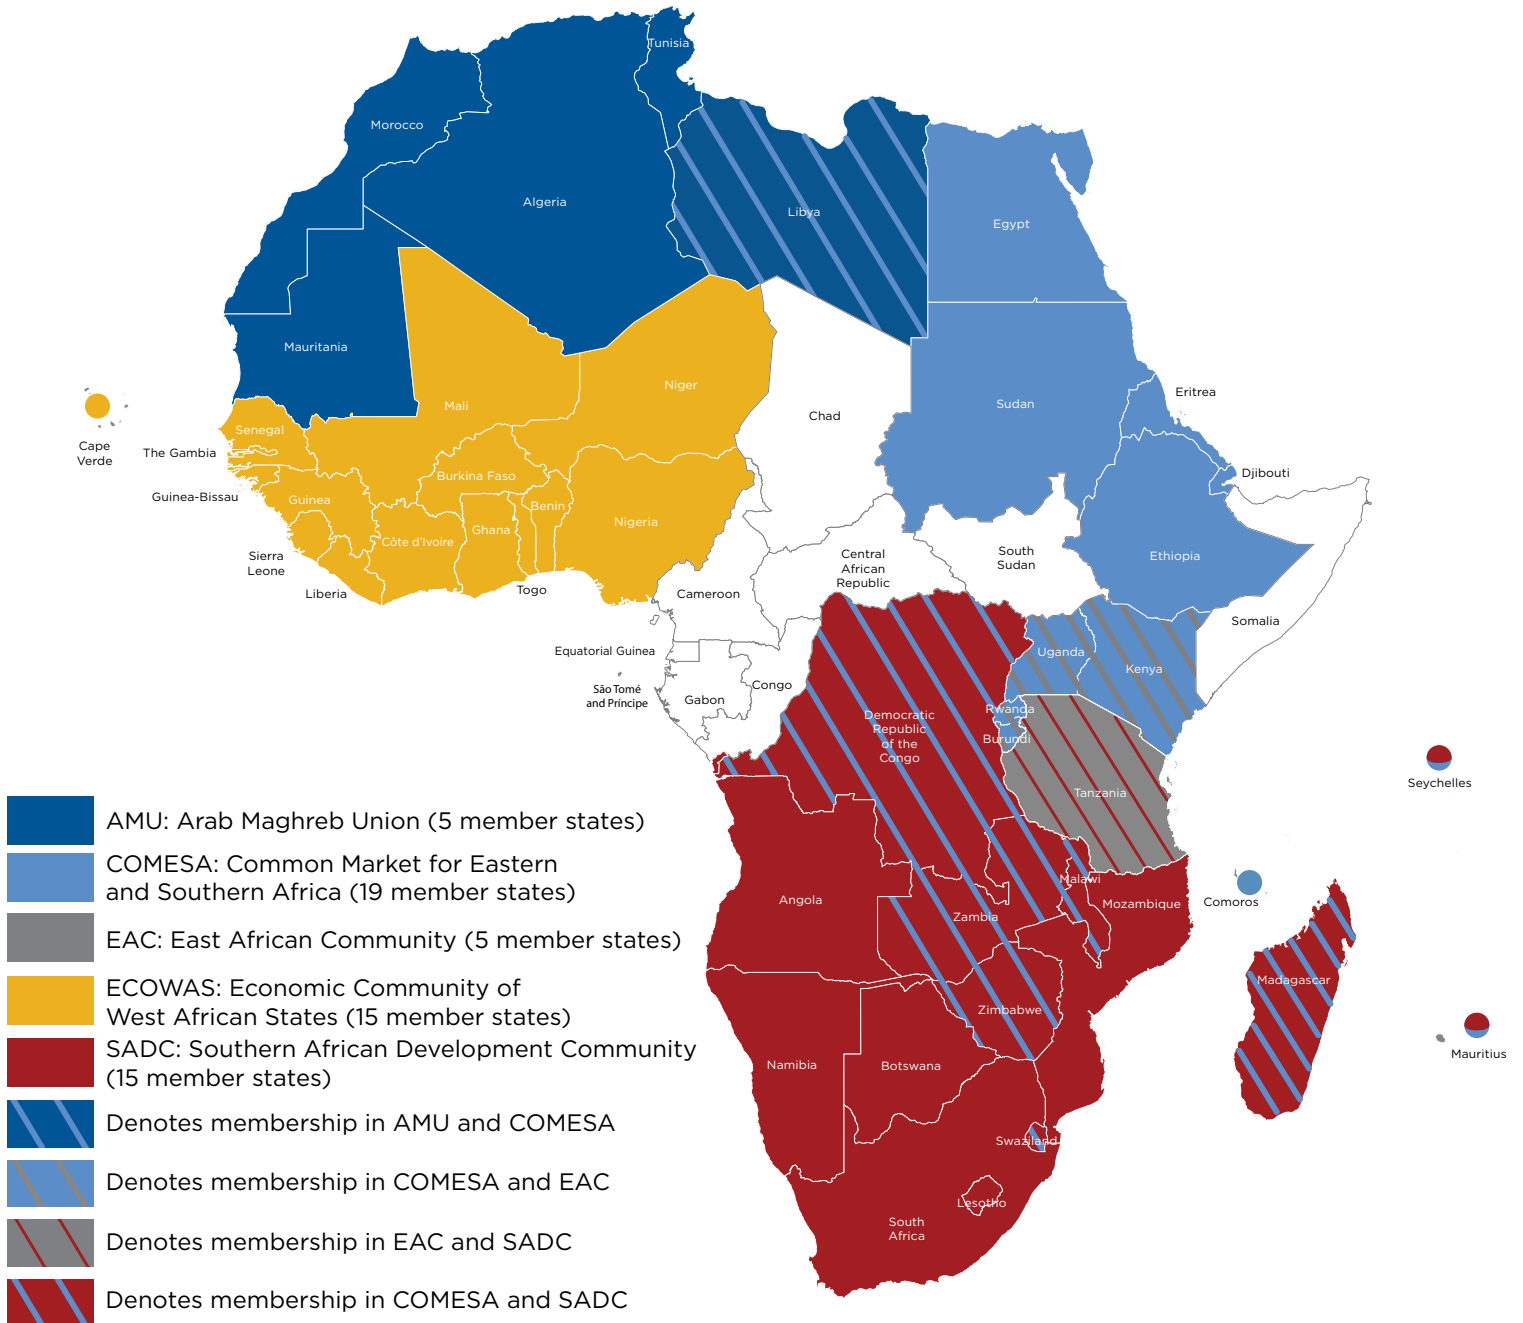 Tunisia
Morocco
Algeria
Libya
Egypt
Mauritania
Niger
Mali
Chad
Sudan
Eritrea
Cape
Verde
Senegal
The Gambia
Guinea-Bissau
Guinea
Burkina Faso
Benin
Nigeria
Ghana
Côte d'Ivoire
Djibouti
Sierra
Leone
Liberia
Togo
Cameroon
Central
African
Republic
South
Sudan
Ethiopia
Somalia
Equatorial Guinea
São Tomé
and Príncipe
Gabon
Congo
Uganda
Kenya
Rwanda
Burundi
Democratic
Republic
of the
Congo
Tanzania
Seychelles
Comoros
Malawi
Mozambique
Angola
Zambia
Madagascar
Zimbabwe
Mauritius
Namibia
Botswana
Swaziland
Lesotho
South
Africa
AMU: Arab Maghreb Union (5 member states)
COMESA: Common Market for Eastern
and Southern Africa (19 member states)
EAC: East African Community (5 member states)
ECOWAS: Economic Community of
West African States (15 member states)
SADC: Southern African Development Community
(15 member states)
Denotes membership in AMU and COMESA
Denotes membership in COMESA and EAC
Denotes membership in EAC and SADC
Denotes membership in COMESA and SADC